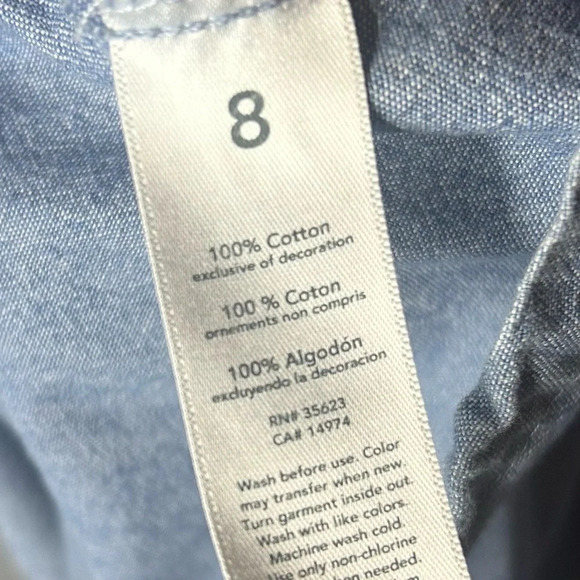 8
100% Cotton
exclusive of decoration
100 % Coton
ornements non compris
100% Algodón
excluyendo la decoracion
RN# 35623
CA# 14974
Wash before use. Color
may transfer when new.
Turn garment inside out.
Wash with like colors.
Machine wash cold.
Use only non-chlorine
needed.